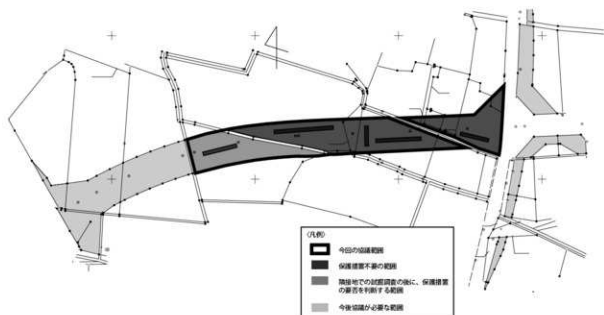 〈凡例〉
今回の協議範囲
保護措置不要の範囲
隣接地での試掘調査の後に、保護措置
の要否を判断する範囲
今後協議が必要な範囲